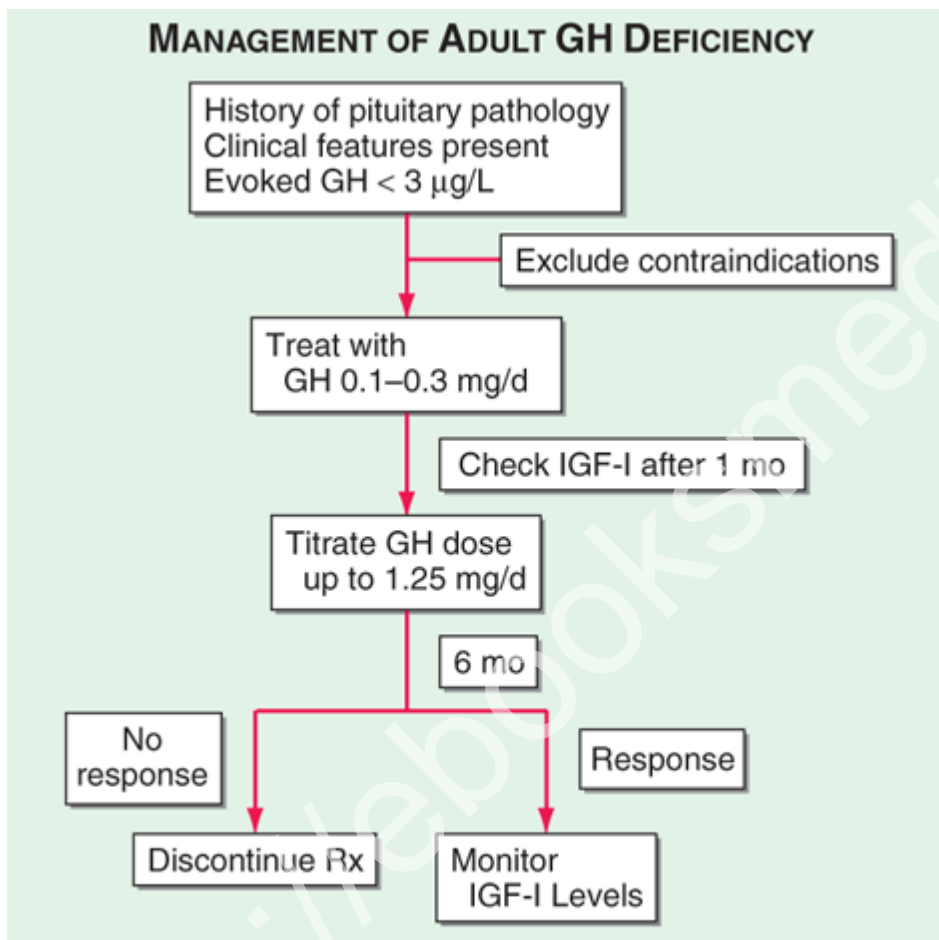 MANAGEMENT OF ADULT GH DEFICIENCY
History of pituitary pathology
Clinical features present
Evoked GH < 3 μg/L
Exclude contraindications
Treat with
GH 0.1–0.3 mg/d
Check IGF-I after 1 mo
Titrate GH dose
up to 1.25 mg/d
6 mo
No
response
Response
Discontinue Rx
Monitor
IGF-I Levels
://ebooksmed